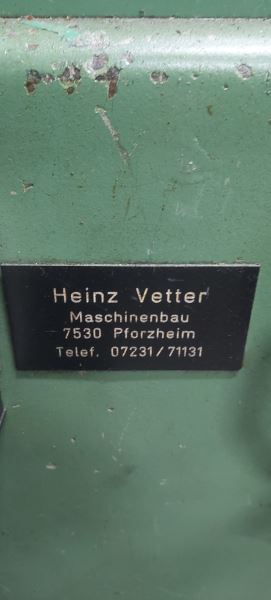 Heinz Vetter
Maschinenbau
7530 Pforzheim
Telef. 07231/71131